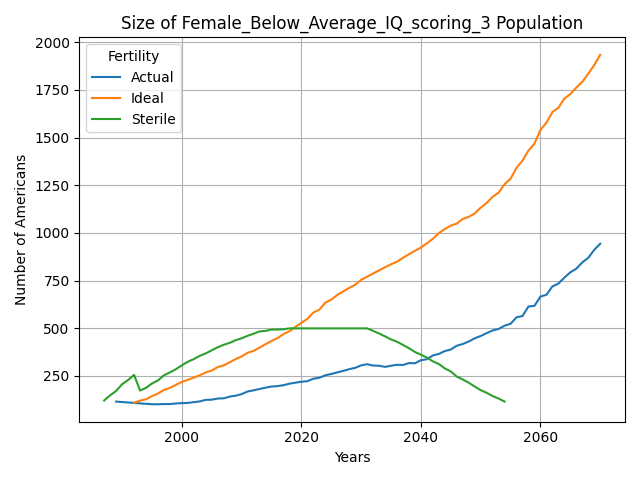 Size of Female_Below_Average_IQ_scoring_3 Population
Fertility
Actual
Ideal
Sterile
2000
1750
1500
1250
1000
750
500
250
Number of Americans
2000
2020
2040
2060
Years